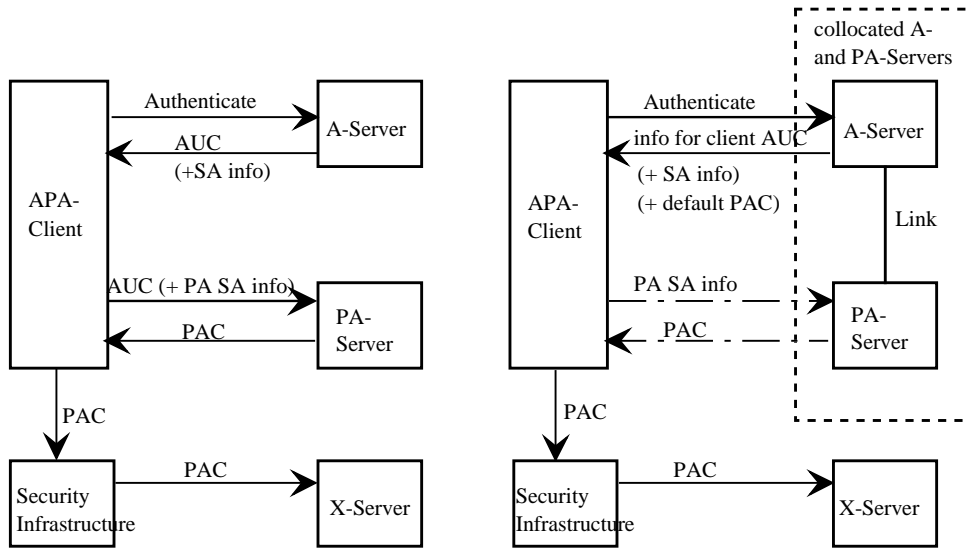 Authenticate
A-Server
AUC
(+SA info)
APA-
Client
AUC (+ PA SA info)
PA-
Server
PAC
PAC
Security
Infrastructure
PAC
X-Server
collocated A-
and PA-Servers
Authenticate
A-Server
info for client AUC
(+ SA info)
(+ default PAC)
APA-
Client
Link
PA SA info
PA-
Server
PAC
PAC
Security
Infrastructure
PAC
X-Server